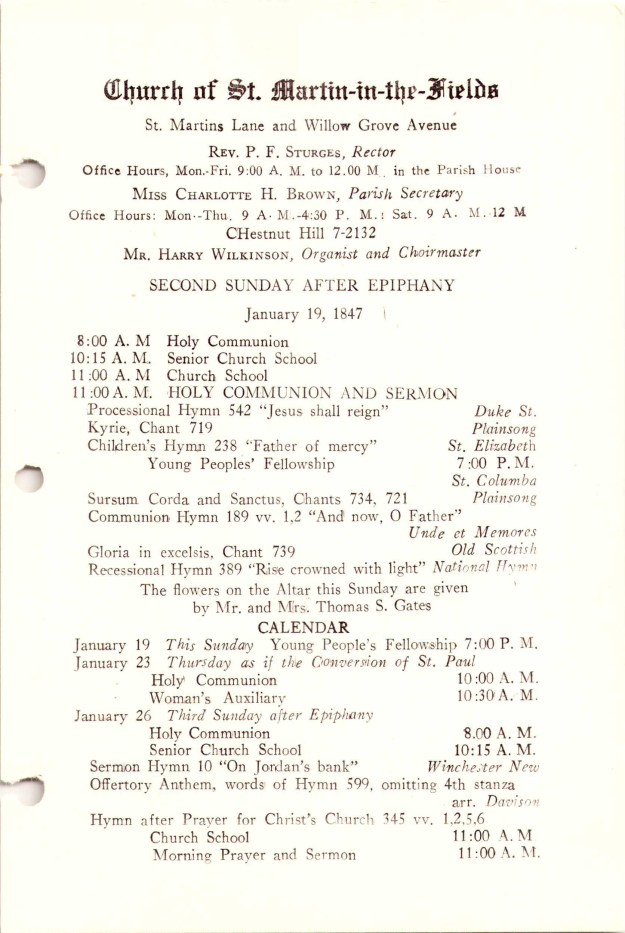 Church of St. Martin-in-the-Fields
St. Martins Lane and Willow Grove Avenue
Rev. P. F. Sturges, Rector
Office Hours, Mon.-Fri. 9:00 A. M. to 12.00 M. in the Parish House
Miss Charlotte H. Brown, Parish Secretary
Office Hours: Mon.-Thu. 9 A. M.-4:30 P. M.: Sat. 9 A. M.-12 M
CHestnut Hill 7-2132
Mr. Harry Wilkinson, Organist and Choirmaster
SECOND SUNDAY AFTER EPIPHANY
January 19, 1847
8:00 A. M Holy Communion
10:15 A. M. Senior Church School
11:00 A. M Church School
11:00 A. M. HOLY COMMUNION AND SERMON
Processional Hymn 542 "Jesus shall reign" Duke St.
Kyrie, Chant 719 Plainsong
Children's Hymn 238 "Father of mercy" St. Elizabeth
Young Peoples' Fellowship 7:00 P. M.
St. Columba
Sursum Corda and Sanctus, Chants 734, 721 Plainsong
Communion Hymn 189 vv. 1,2 "And now, O Father"
Unde et Memores
Gloria in excelsis, Chant 739 Old Scottish
Recessional Hymn 389 "Rise crowned with light" National Hymn
The flowers on the Altar this Sunday are given
by Mr. and Mrs. Thomas S. Gates
CALENDAR
January 19 This Sunday Young People's Fellowship 7:00 P. M.
January 23 Thursday as if the Conversion of St. Paul
Holy Communion 10:00 A. M.
Woman's Auxiliary 10:30 A. M.
January 26 Third Sunday after Epiphany
Holy Communion 8.00 A. M.
Senior Church School 10:15 A. M.
Sermon Hymn 10 "On Jordan's bank" Winchester New
Offertory Anthem, words of Hymn 599, omitting 4th stanza
arr. Davison
Hymn after Prayer for Christ's Church 345 vv. 1,2,5,6
Church School 11:00 A. M
Morning Prayer and Sermon 11:00 A. M.